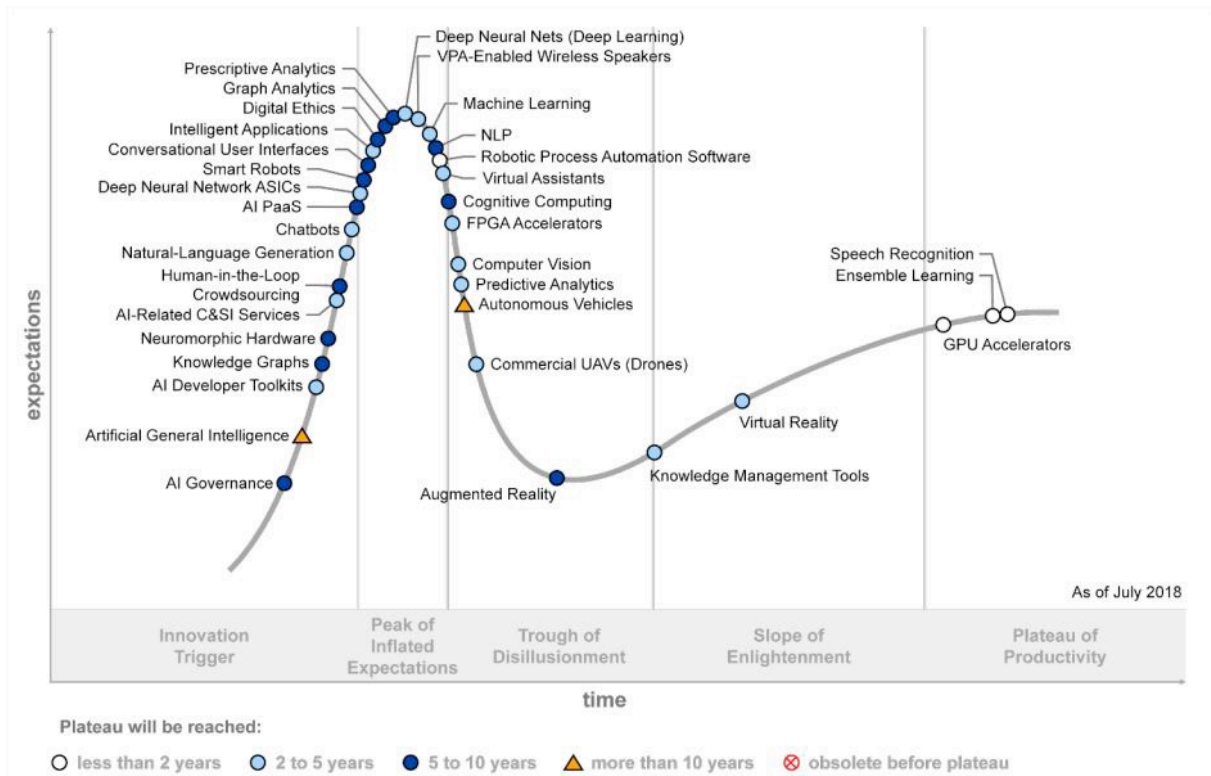 Deep Neural Nets (Deep Learning)
VPA-Enabled Wireless Speakers
Prescriptive Analytics
Graph Analytics
Digital Ethics
Intelligent Applications
Conversational User Interfaces
Smart Robots
Deep Neural Network ASICs
AI PaaS
Chatbots
Natural-Language Generation
Human-in-the-Loop
Crowdsourcing
AI-Related C&SI Services
Neuromorphic Hardware
Knowledge Graphs
AI Developer Toolkits
Artificial General Intelligence
AI Governance
Machine Learning
NLP
Robotic Process Automation Software
Virtual Assistants
Cognitive Computing
FPGA Accelerators
Computer Vision
Predictive Analytics
Autonomous Vehicles
Commercial UAVs (Drones)
Augmented Reality
Knowledge Management Tools
Virtual Reality
Speech Recognition
Ensemble Learning
GPU Accelerators
expectations
As of July 2018
Innovation
Trigger
Peak of
Inflated
Expectations
Trough of
Disillusionment
Slope of
Enlightenment
Plateau of
Productivity
time
Plateau will be reached:
less than 2 years
2 to 5 years
5 to 10 years
more than 10 years
obsolete before plateau